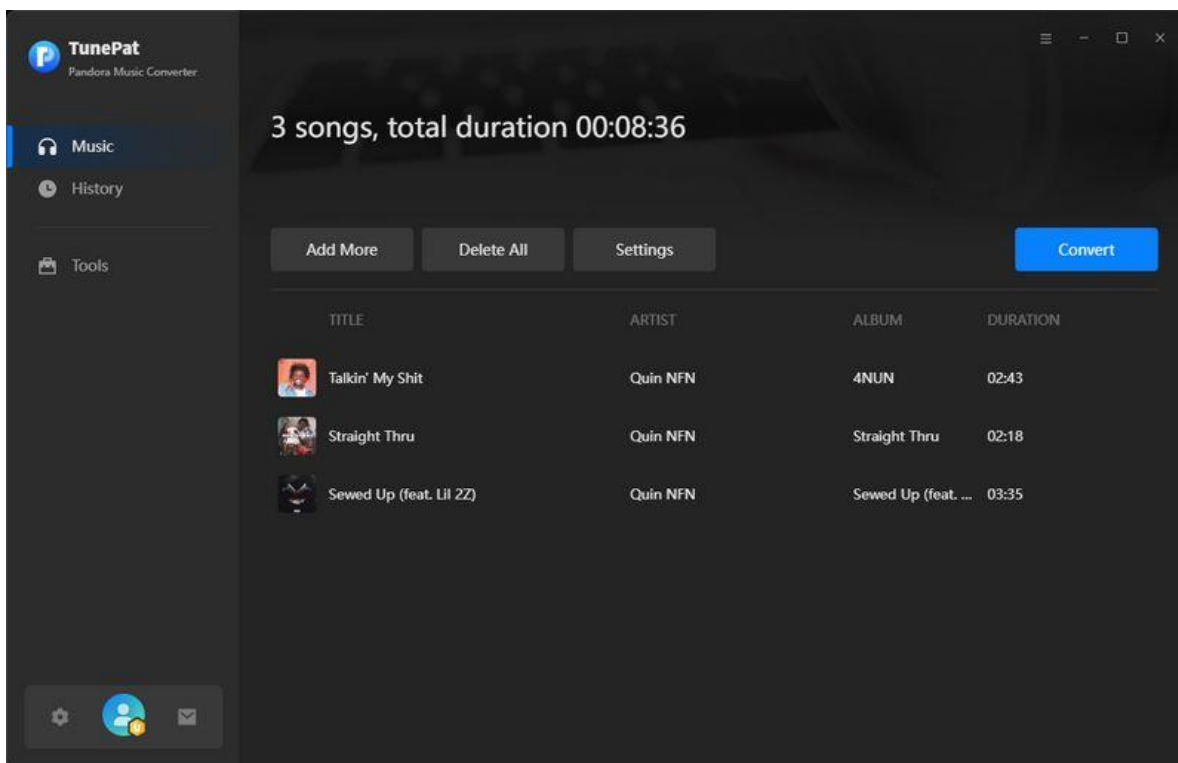 TunePat
Pandora Music Converter
Music
History
Tools
3 songs, total duration 00:08:36
Add More Delete All Settings Convert
TITLE ARTIST ALBUM DURATION
Talkin' My Shit Quin NFN 4NUN 02:43
Straight Thru Quin NFN Straight Thru 02:18
Sewed Up (feat. Lil 2Z) Quin NFN Sewed Up (feat. ... 03:35